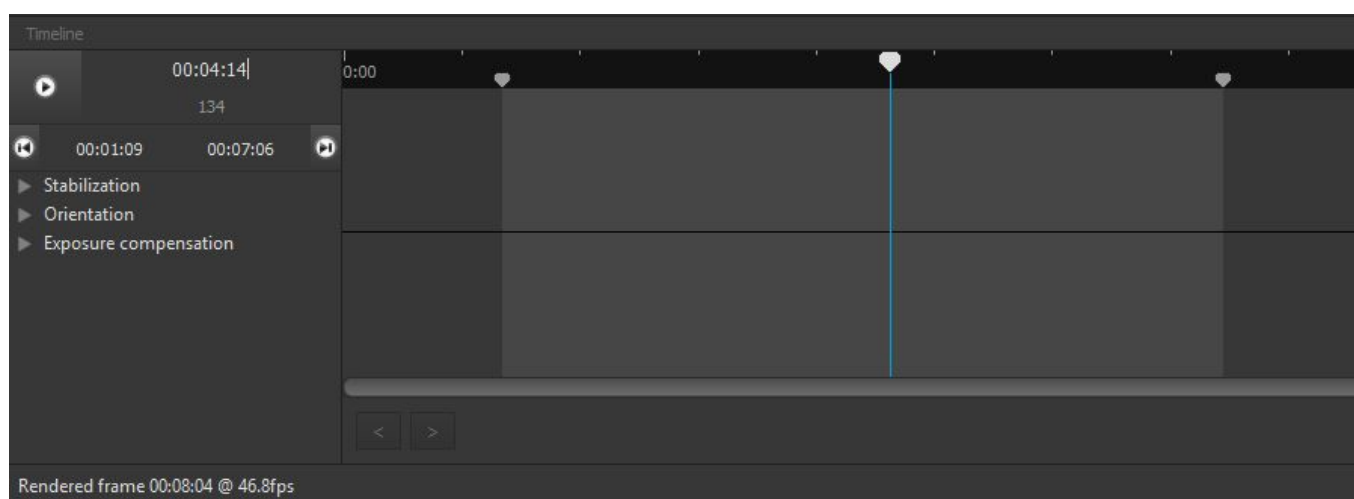 Timeline
00:04:14
0:00
134
00:01:09 00:07:06
Stabilization
Orientation
Exposure compensation
< >
Rendered frame 00:08:04 @ 46.8fps